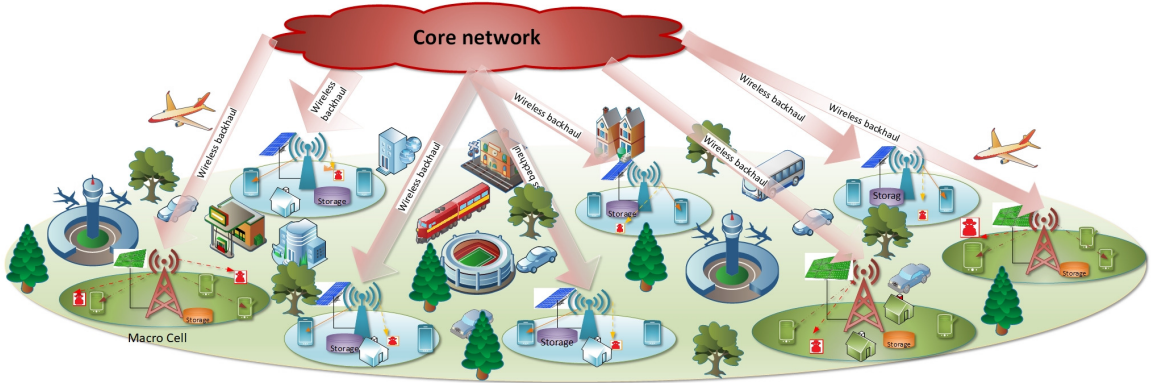 Core network
Wireless backhaul
Wireless
backhaul
Wireless backhaul
Wireless backhaul
s backhaul
Wireless backhaul
Wireless backhaul
Wireless backhaul
Storage
Storage
Storag
Storage
Storage
Storage
Storage
Storage
Macro Cell